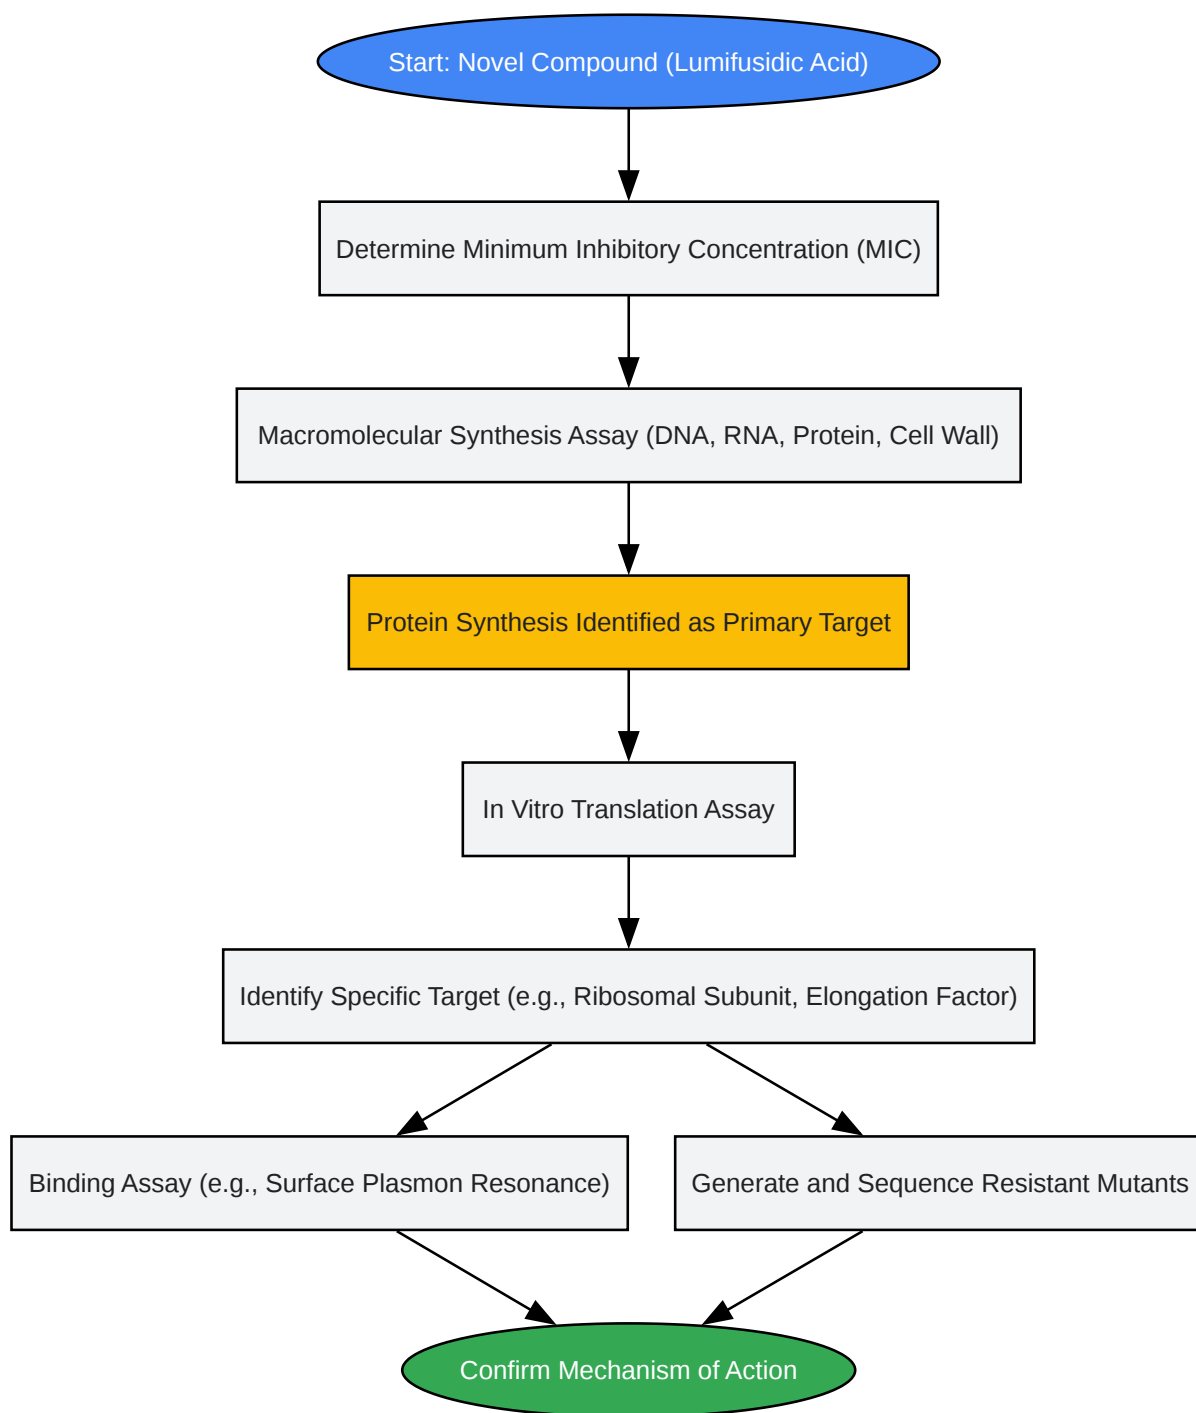 Start: Novel Compound (Lumifusidic Acid)
Determine Minimum Inhibitory Concentration (MIC)
Macromolecular Synthesis Assay (DNA, RNA, Protein, Cell Wall)
Protein Synthesis Identified as Primary Target
In Vitro Translation Assay
Identify Specific Target (e.g., Ribosomal Subunit, Elongation Factor)
Binding Assay (e.g., Surface Plasmon Resonance)
Generate and Sequence Resistant Mutants
Confirm Mechanism of Action